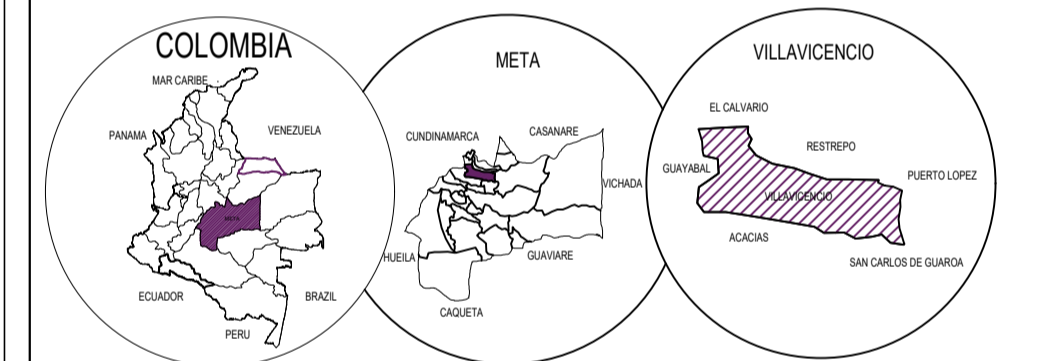 COLOMBIA
MAR CARIBE
PANAMA
VENEZUELA
META
ECUADOR
BRAZIL
PERU
META
CUNDINAMARCA
CASANARE
VICHADA
HUEILA
GUAVIARE
CAQUETA
VILLAVICENCIO
EL CALVARIO
RESTREPO
GUAYABAL
PUERTO LOPEZ
VILLAVICENCIO
ACACIAS
SAN CARLOS DE GUAROA